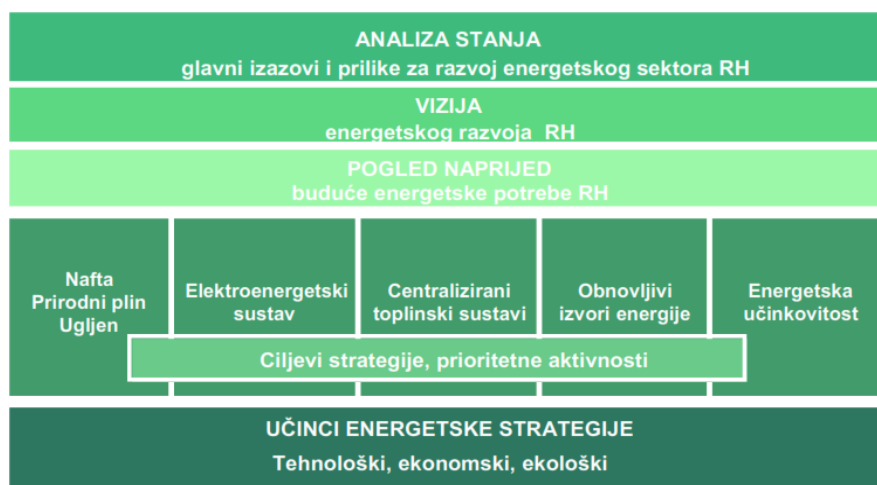 ANALIZA STANJA
glavni izazovi i prilike za razvoj energetskog sektora RH
VIZIJA
energetskog razvoja RH
POGLED NAPRIJED
buduće energetske potrebe RH
Nafta
Prirodni plin
Ugljen
Elektroenergetski
sustav
Centralizirani
toplinski sustavi
Obnovljivi
izvori energije
Energetska
učinkovitost
Ciljevi strategije, prioritetne aktivnosti
UČINCI ENERGETSKE STRATEGIJE
Tehnološki, ekonomski, ekološki